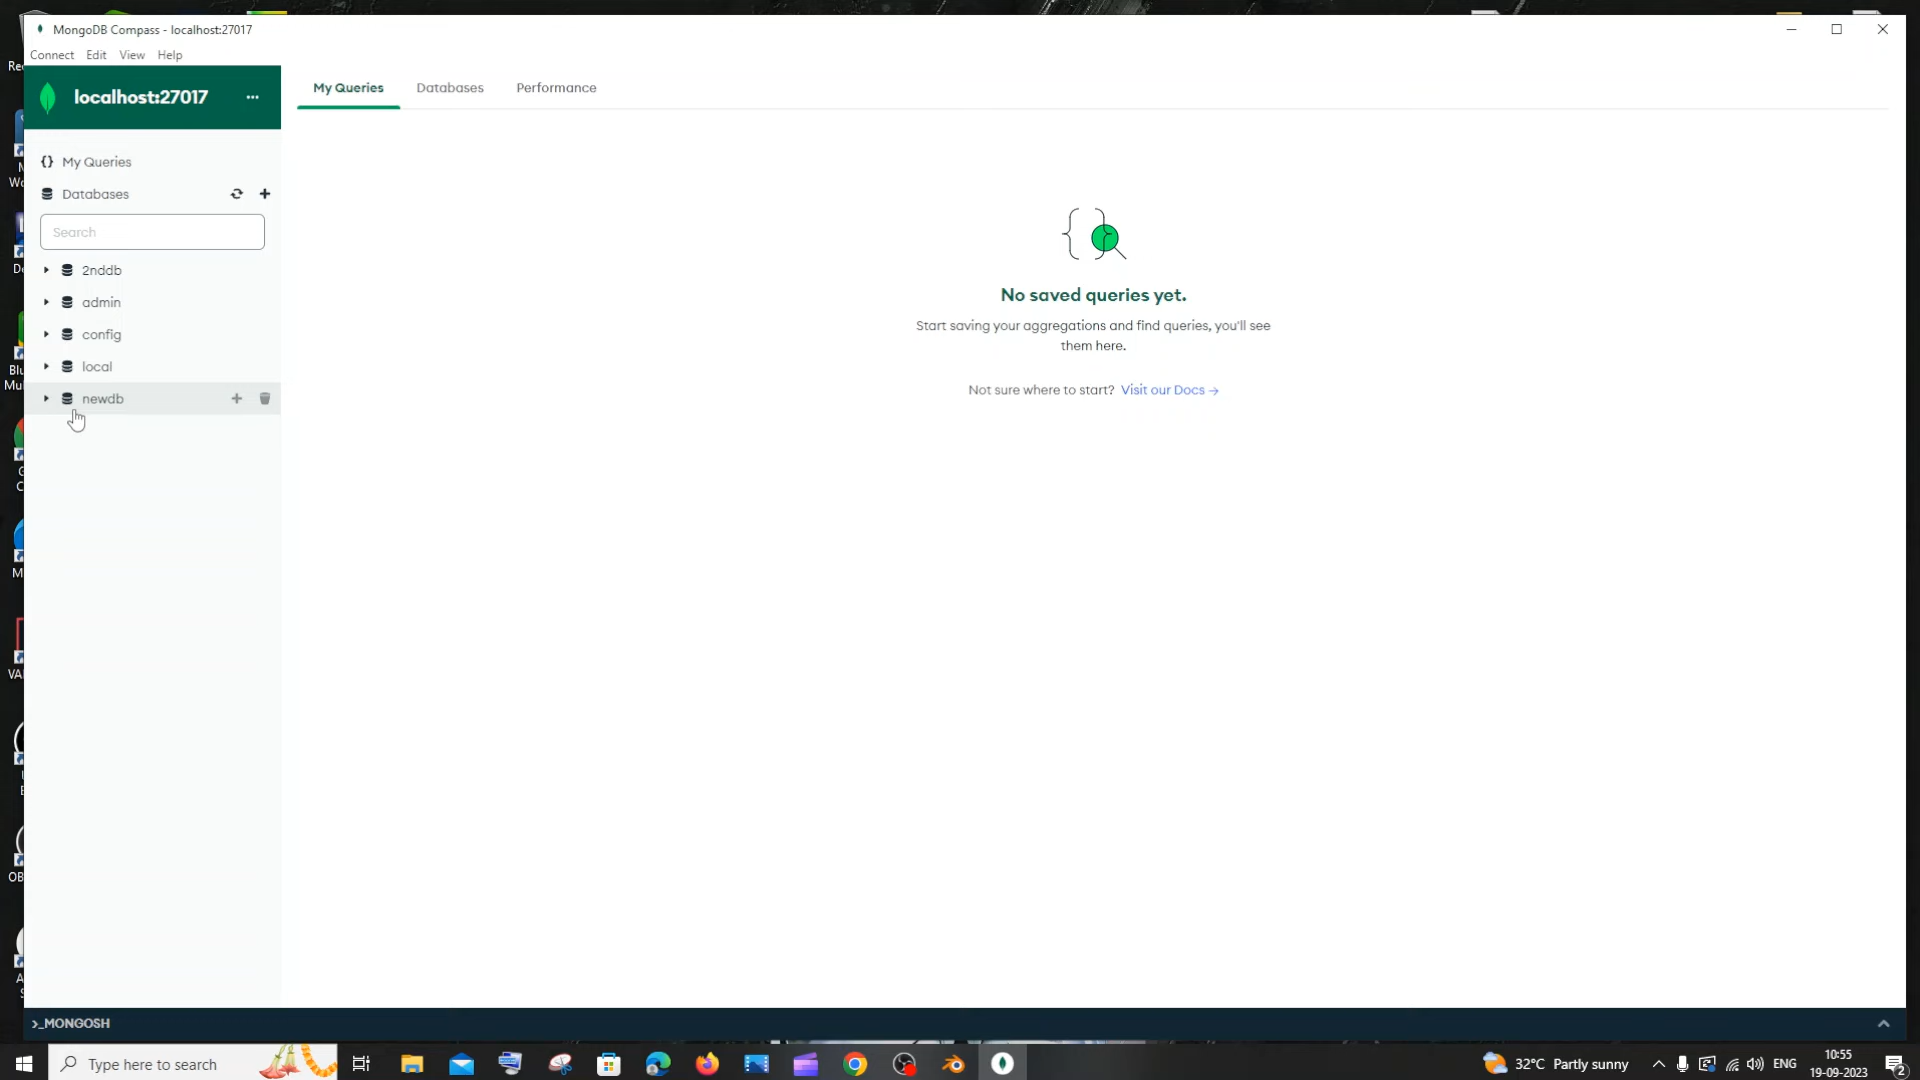 MongoDB Compass - localhost:27017
Connect Edit View Help
localhost:27017 ...
My Queries Databases Performance
{} My Queries
Databases
Search
2nddb
admin
config
local
newdb
No saved queries yet.
Start saving your aggregations and find queries, you'll see
them here.
Not sure where to start? Visit our Docs →
>_MONGOSH
Type here to search
32°C Partly sunny
ENG
10:55
19-09-2023
2